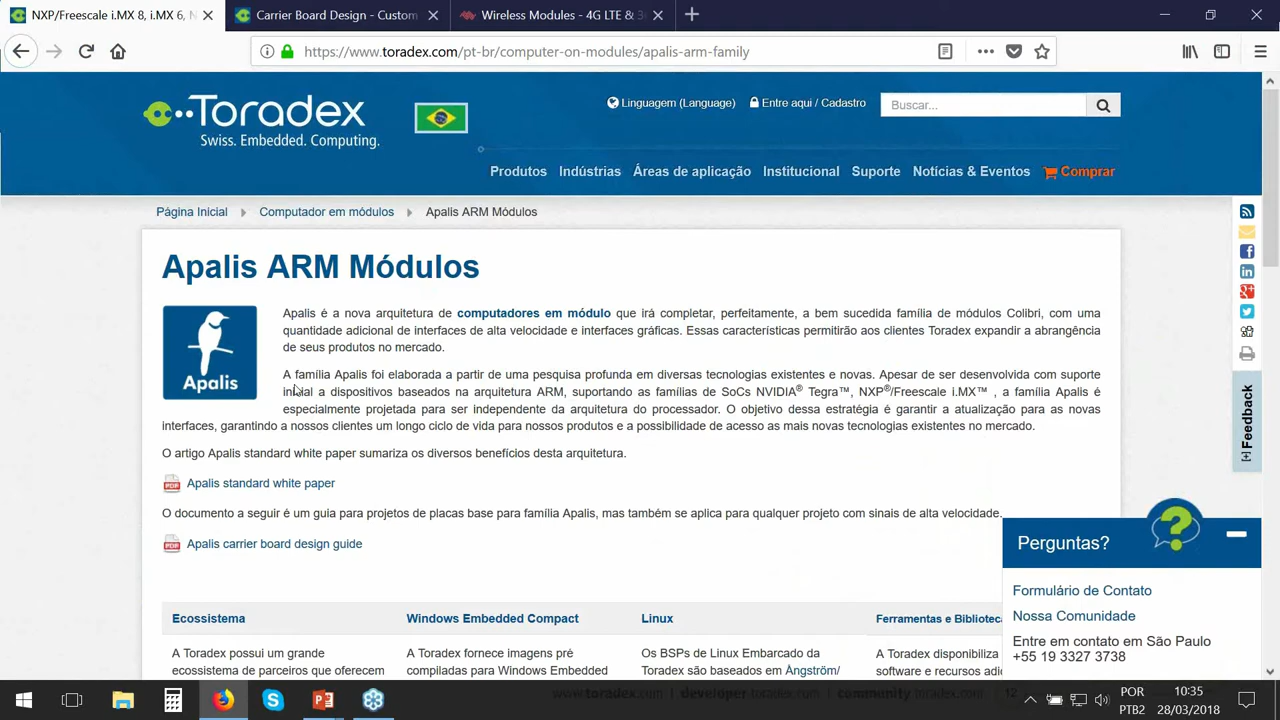 NXP/Freescale i.MX 8, i.MX 6, N
Carrier Board Design - Custom
Wireless Modules - 4G LTE & 3
https://www.toradex.com/pt-br/computer-on-modules/apalis-arm-family
Toradex
Swiss. Embedded. Computing.
Linguagem (Language)
Entre aqui / Cadastro
Buscar...
Produtos
Indústrias
Áreas de aplicação
Institucional
Suporte
Notícias & Eventos
Comprar
Página Inicial
Computador em módulos
Apalis ARM Módulos
Apalis ARM Módulos
Apalis
Apalis é a nova arquitetura de computadores em módulo que irá completar, perfeitamente, a bem sucedida família de módulos Colibri, com uma
quantidade adicional de interfaces de alta velocidade e interfaces gráficas. Essas características permitirão aos clientes Toradex expandir a abrangência
de seus produtos no mercado.
A família Apalis foi elaborada a partir de uma pesquisa profunda em diversas tecnologias existentes e novas. Apesar de ser desenvolvida com suporte
inicial a dispositivos baseados na arquitetura ARM, suportando as famílias de SoCs NVIDIA® Tegra™, NXP®/Freescale i.MX™ , a família Apalis é
especialmente projetada para ser independente da arquitetura do processador. O objetivo dessa estratégia é garantir a atualização para as novas
interfaces, garantindo a nossos clientes um longo ciclo de vida para nossos produtos e a possibilidade de acesso as mais novas tecnologias existentes no mercado.
O artigo Apalis standard white paper sumariza os diversos benefícios desta arquitetura.
PDF Apalis standard white paper
O documento a seguir é um guia para projetos de placas base para família Apalis, mas também se aplica para qualquer projeto com sinais de alta velocidade.
PDF Apalis carrier board design guide
Ecossistema
A Toradex possui um grande
ecossistema de parceiros que oferecem
Windows Embedded Compact
A Toradex fornece imagens pré
compiladas para Windows Embedded
Linux
Os BSPs de Linux Embarcado da
Toradex são baseados em Ångström/
Ferramentas e Bibliotec
A Toradex disponibiliza
software e recursos adic
[+] Feedback
Perguntas?
Formulário de Contato
Nossa Comunidade
Entre em contato em São Paulo
+55 19 3327 3738
www.toradex.com | developer.toradex.com | community.toradex.com 12
POR
PTB2
10:35
28/03/2018